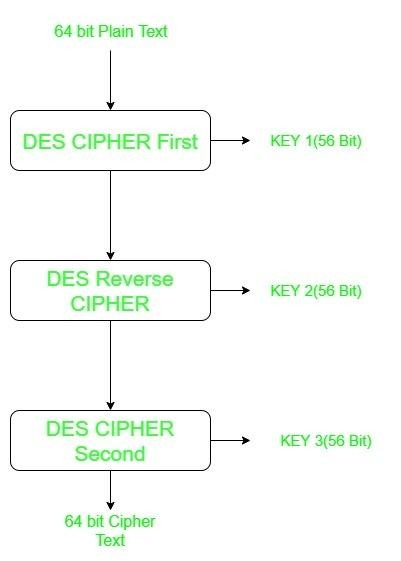 64 bit Plain Text
DES CIPHER First
KEY 1(56 Bit)
DES Reverse
CIPHER
KEY 2(56 Bit)
DES CIPHER
Second
KEY 3(56 Bit)
64 bit Cipher
Text